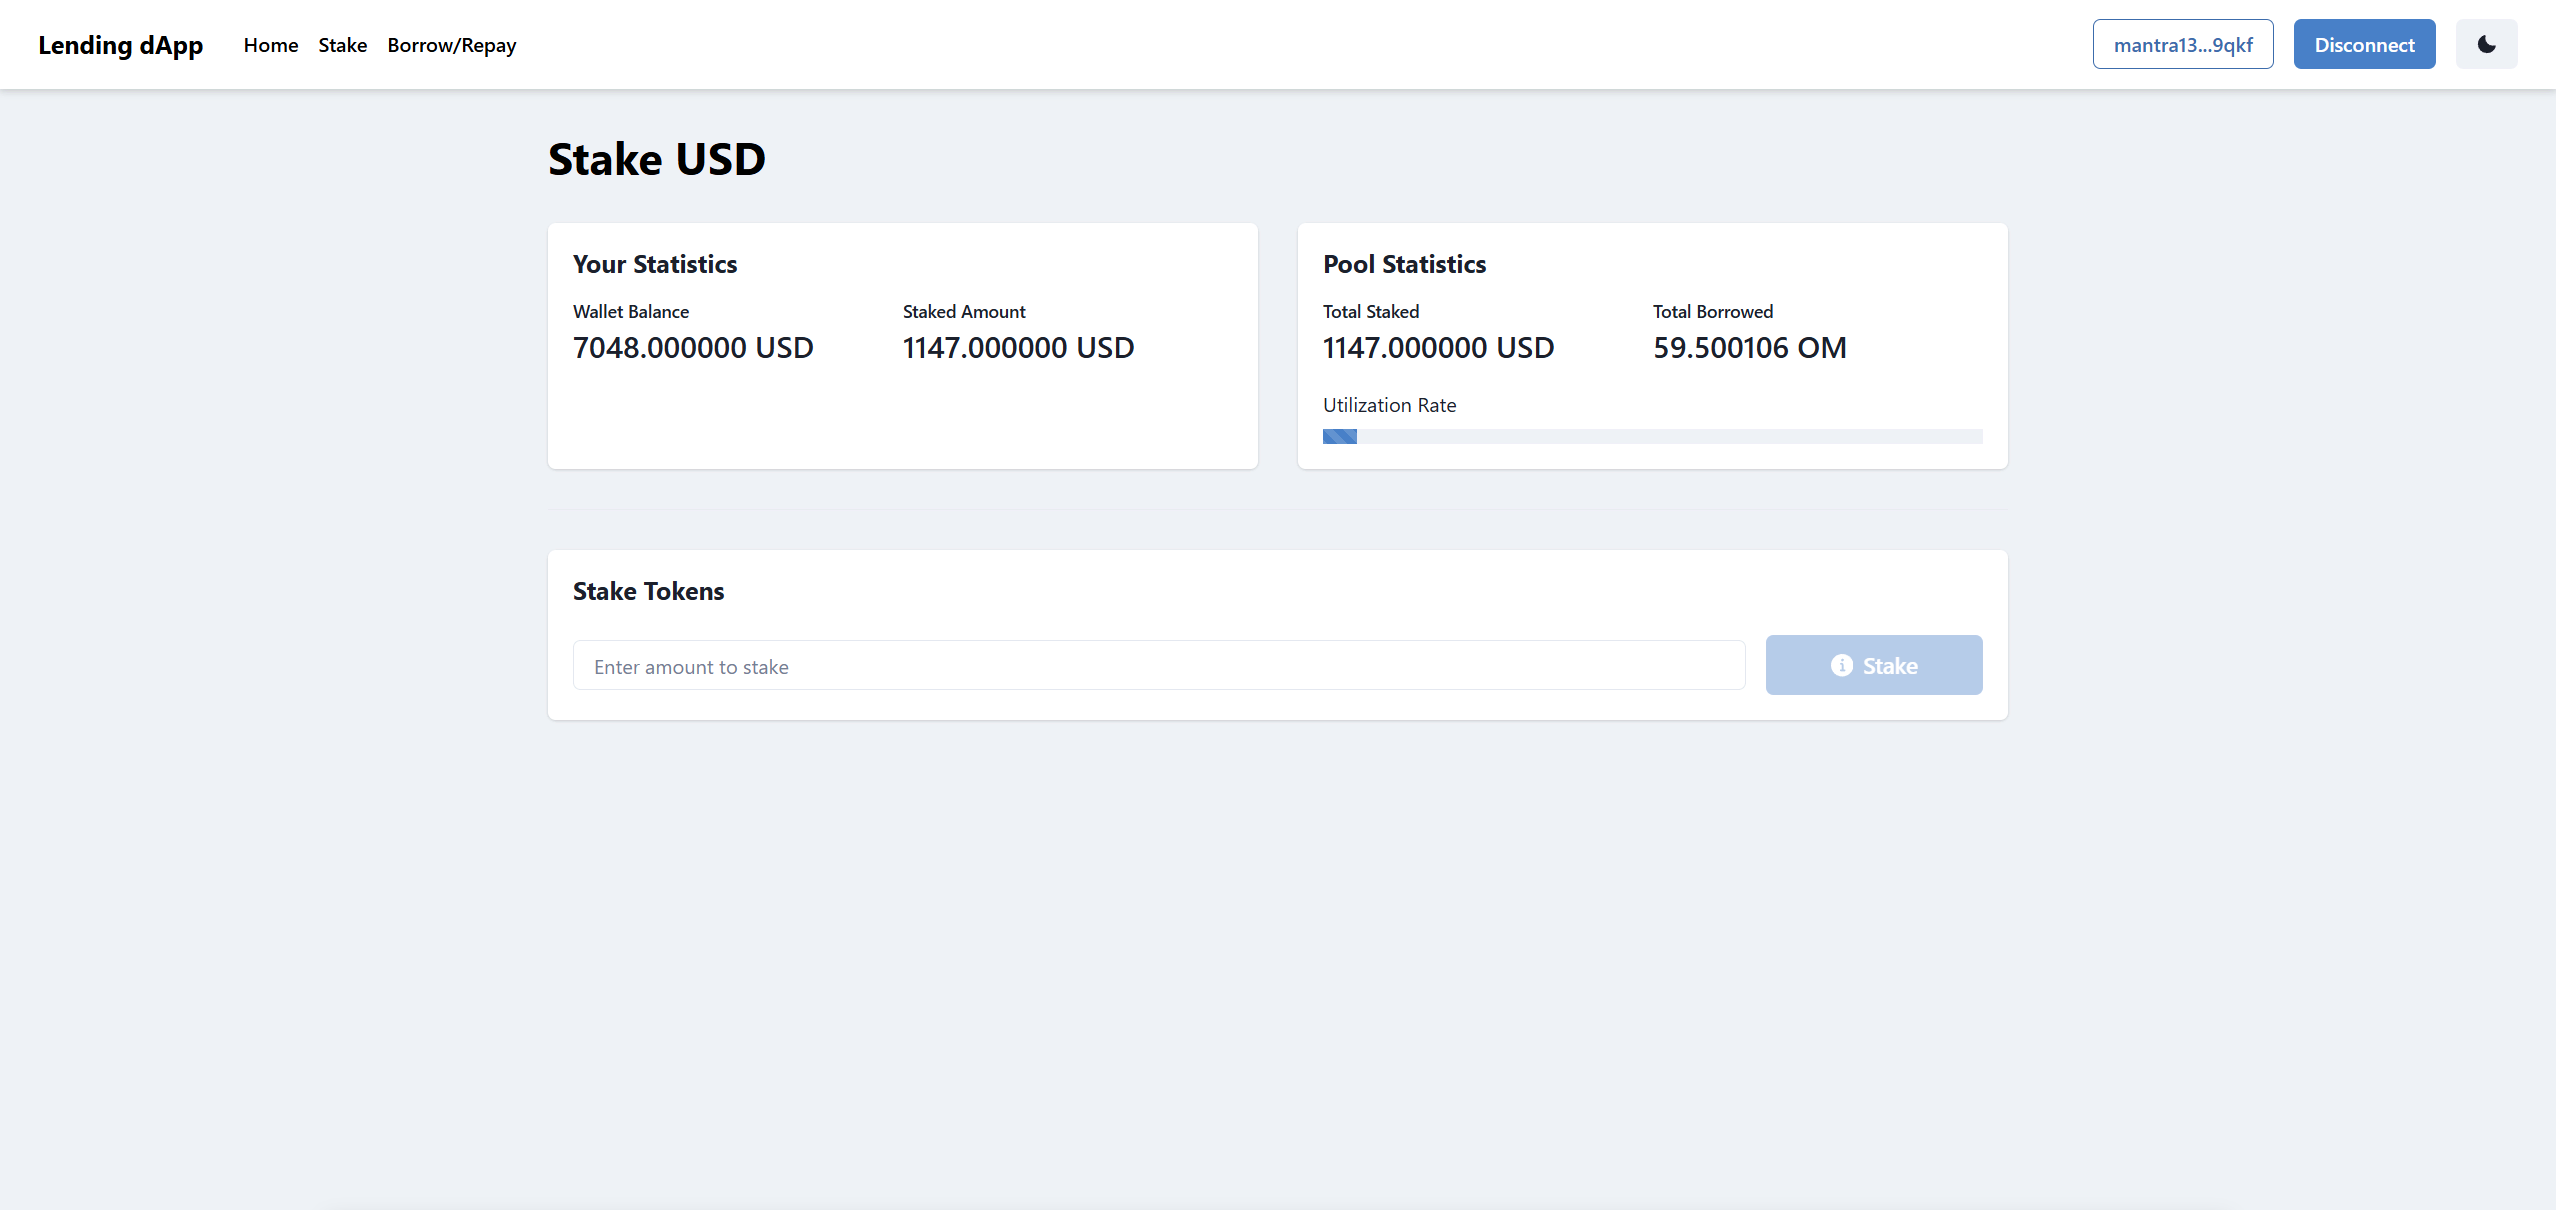 Lending dApp Home Stake Borrow/Repay mantra13...9qkf Disconnect
Stake USD
Your Statistics
Wallet Balance Staked Amount
7048.000000 USD 1147.000000 USD
Pool Statistics
Total Staked Total Borrowed
1147.000000 USD 59.500106 OM
Utilization Rate
Stake Tokens
Enter amount to stake Stake